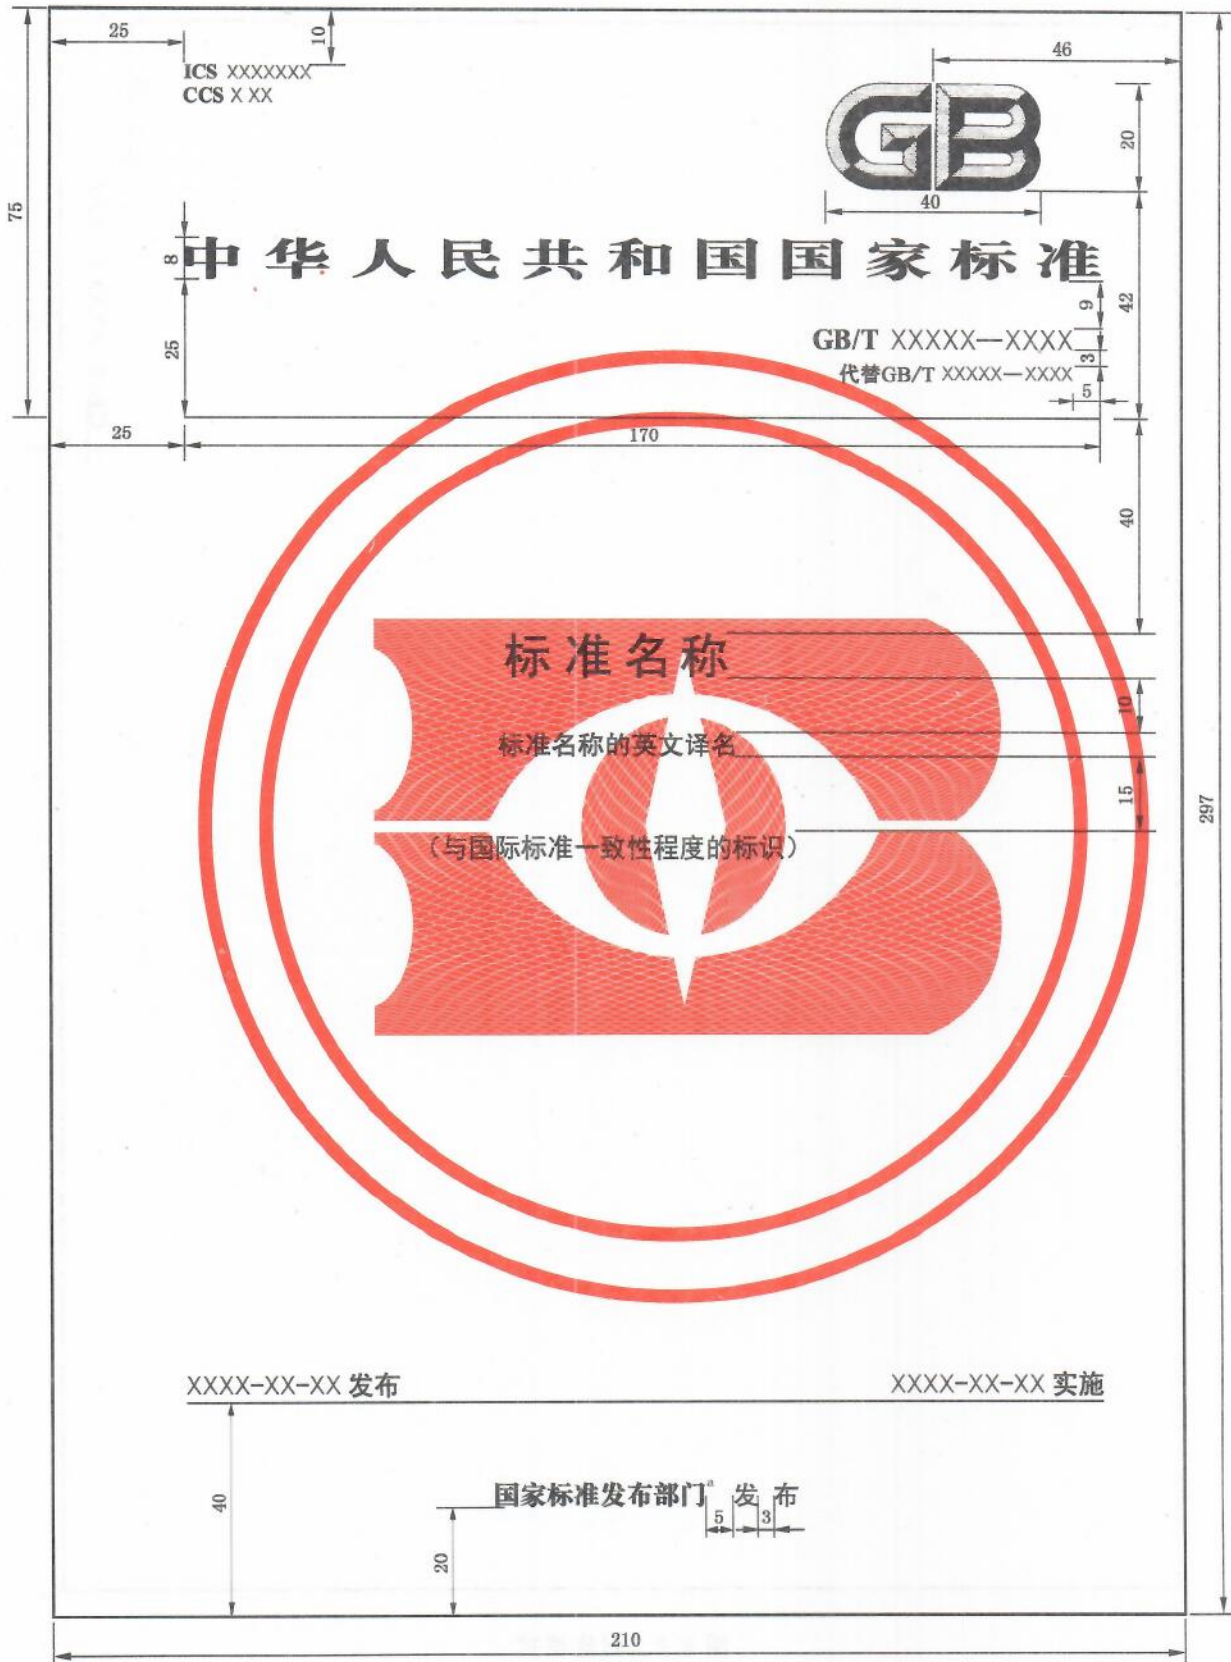 25
10
46
ICS XXXXXXX
CCS X XX
GB
20
40
75
8
中华人民共和国国家标准
9
42
GB/T XXXXX—XXXX
25
3
代替GB/T XXXXX—XXXX
5
25
170
40
标准名称
10
标准名称的英文译名
15
297
(与国际标准一致性程度的标识)
XXXX-XX-XX 发布
XXXX-XX-XX 实施
40
国家标准发布部门ª 发 布
5
3
20
210